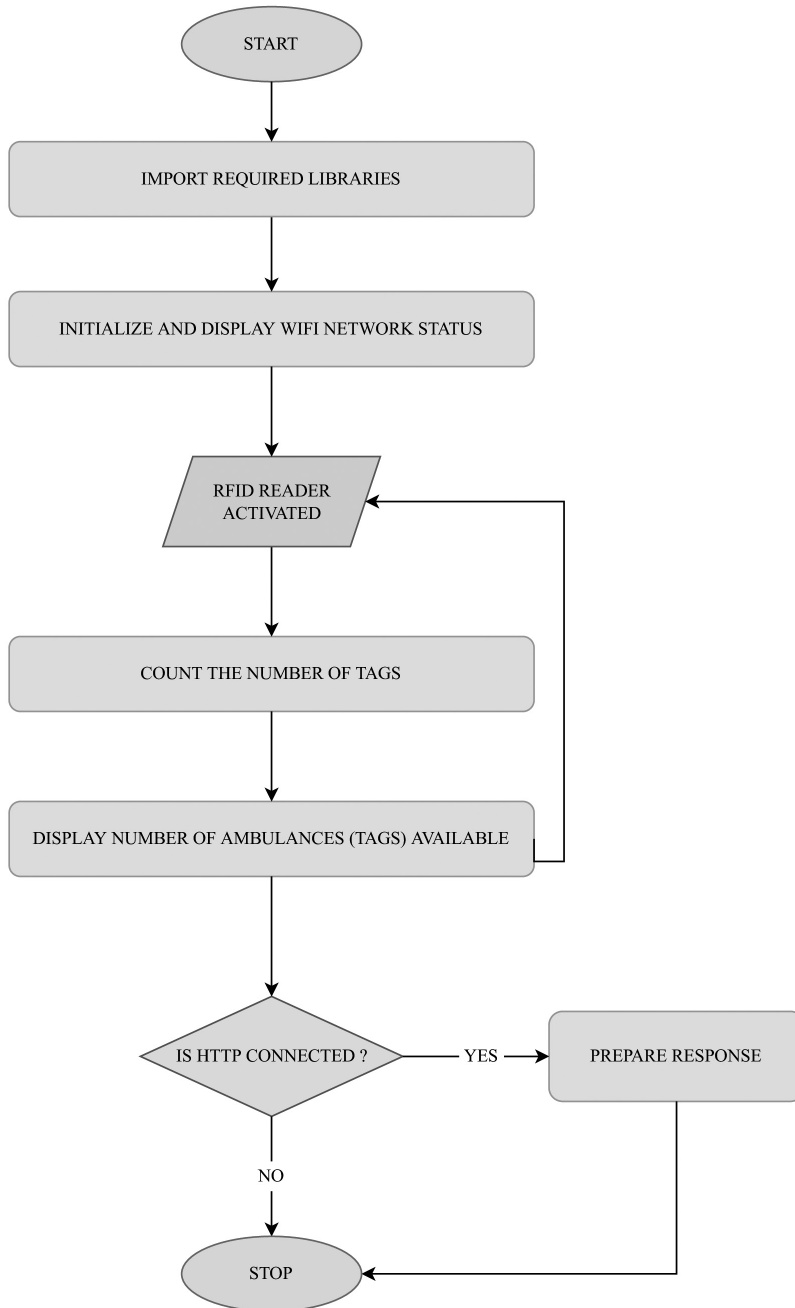 START
IMPORT REQUIRED LIBRARIES
INITIALIZE AND DISPLAY WIFI NETWORK STATUS
RFID READER
ACTIVATED
COUNT THE NUMBER OF TAGS
DISPLAY NUMBER OF AMBULANCES (TAGS) AVAILABLE
IS HTTP CONNECTED ?
YES
PREPARE RESPONSE
NO
STOP